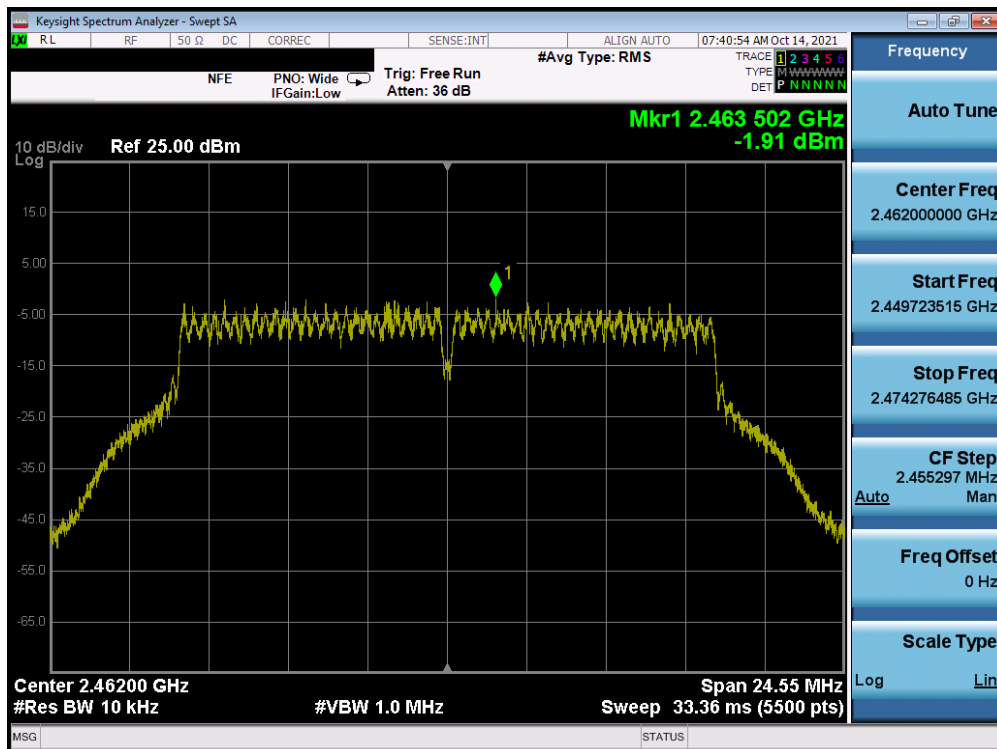 Keysight Spectrum Analyzer - Swept SA
LXI RL RF 50 Ω DC CORREC SENSE:INT ALIGN AUTO 07:40:54 AM Oct 14, 2021
Frequency
NFE PNO: Wide Trig: Free Run #Avg Type: RMS TRACE 1 2 3 4 5 6
IFGain:Low Atten: 36 dB TYPE M WWWWW
DET P N N N N N
Auto Tune
Mkr1 2.463 502 GHz
-1.91 dBm
10 dB/div Ref 25.00 dBm
Log
Center Freq
2.462000000 GHz
15.0
5.00
1
Start Freq
2.449723515 GHz
-5.00
-15.0
Stop Freq
2.474276485 GHz
-25.0
-35.0
CF Step
2.455297 MHz
Auto Man
-45.0
-55.0
Freq Offset
0 Hz
-65.0
Scale Type
Log Lin
Center 2.46200 GHz Span 24.55 MHz
#Res BW 10 kHz #VBW 1.0 MHz Sweep 33.36 ms (5500 pts)
MSG STATUS